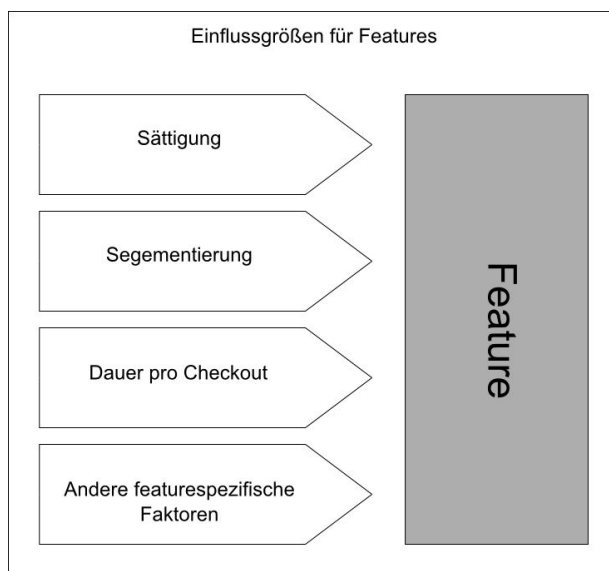 Einflussgrößen für Features
Sättigung
Segementierung
Dauer pro Checkout
Andere featurespezifische
Faktoren
Feature